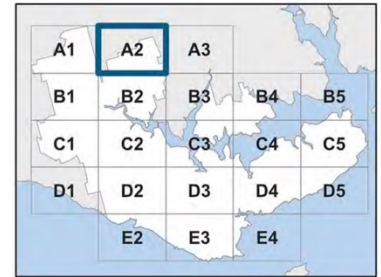 A1 A2 A3
B1 B2 B3 B4 B5
C1 C2 C3 C4 C5
D1 D2 D3 D4 D5
E2 E3 E4